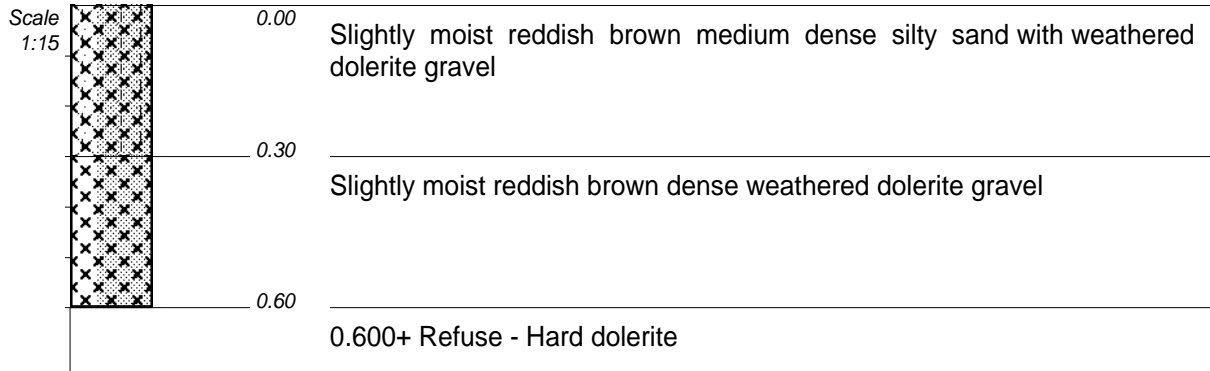 Scale
1:15
0.00
Slightly moist reddish brown medium dense silty sand with weathered
dolerite gravel
0.30
Slightly moist reddish brown dense weathered dolerite gravel
0.60
0.600+ Refuse - Hard dolerite